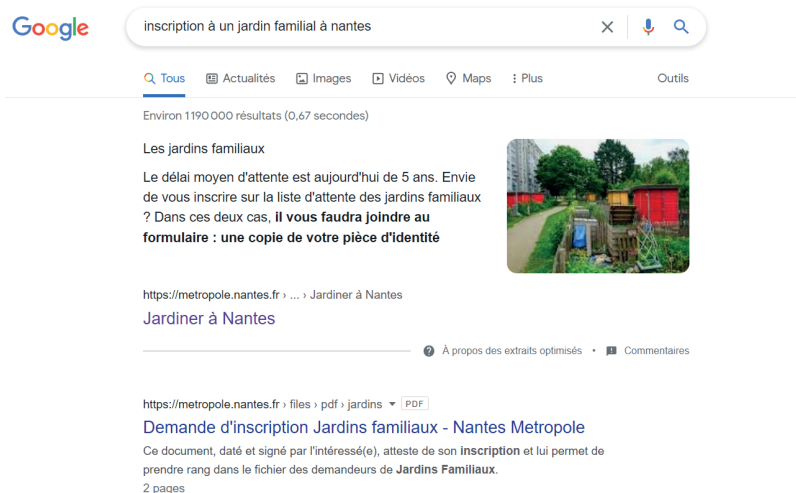 Google
inscription à un jardin familial à nantes
Tous Actualités Images Vidéos Maps Plus Outils
Environ 1 190 000 résultats (0,67 secondes)
Les jardins familiaux
Le délai moyen d'attente est aujourd'hui de 5 ans. Envie
de vous inscrire sur la liste d'attente des jardins familiaux
? Dans ces deux cas, il vous faudra joindre au
formulaire : une copie de votre pièce d'identité
https://metropole.nantes.fr › ... › Jardiner à Nantes
Jardiner à Nantes
À propos des extraits optimisés • Commentaires
https://metropole.nantes.fr › files › pdf › jardins PDF
Demande d'inscription Jardins familiaux - Nantes Metropole
Ce document, daté et signé par l'intéressé(e), atteste de son inscription et lui permet de
prendre rang dans le fichier des demandeurs de Jardins Familiaux.
2 pages